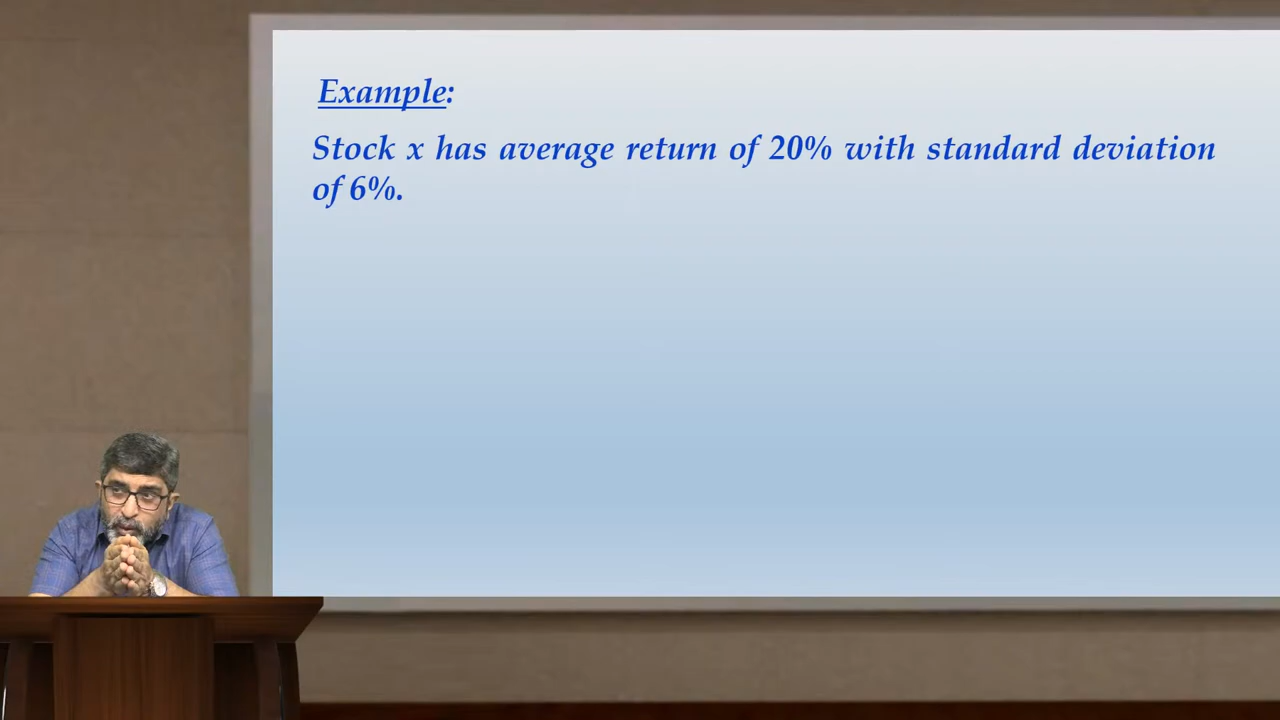 Example:
Stock x has average return of 20% with standard deviation
of 6%.